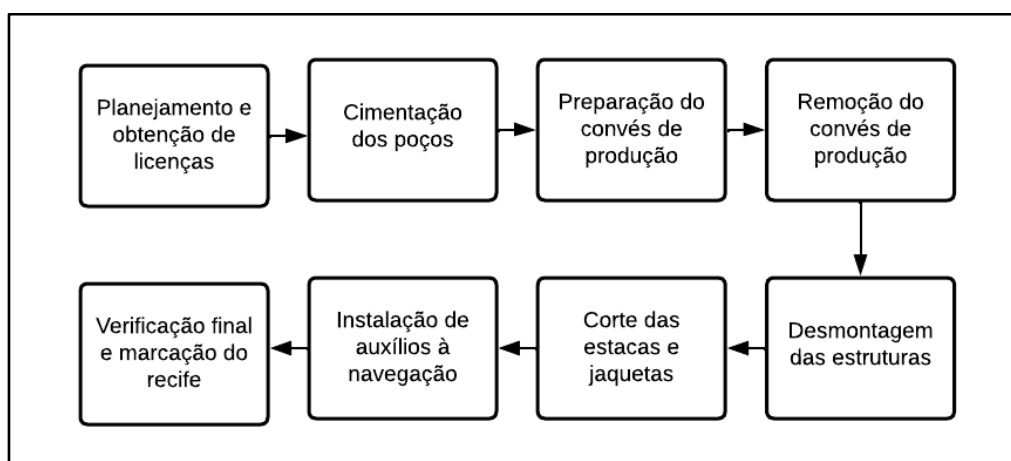 Planejamento e
obtenção de
licenças
Cimentação
dos poços
Preparação do
convés de
produção
Remoção do
convés de
produção
Desmontagem
das estruturas
Corte das
estacas e
jaquetas
Instalação de
auxílios à
navegação
Verificação final
e marcação do
recife